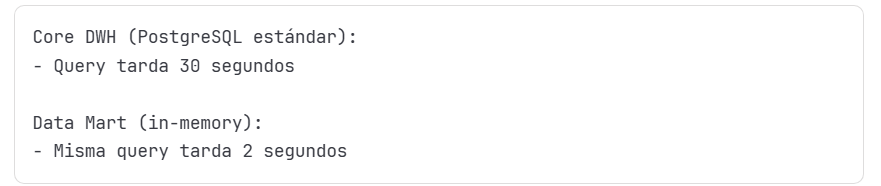 Core DWH (PostgreSQL estándar):
- Query tarda 30 segundos
Data Mart (in-memory):
- Misma query tarda 2 segundos